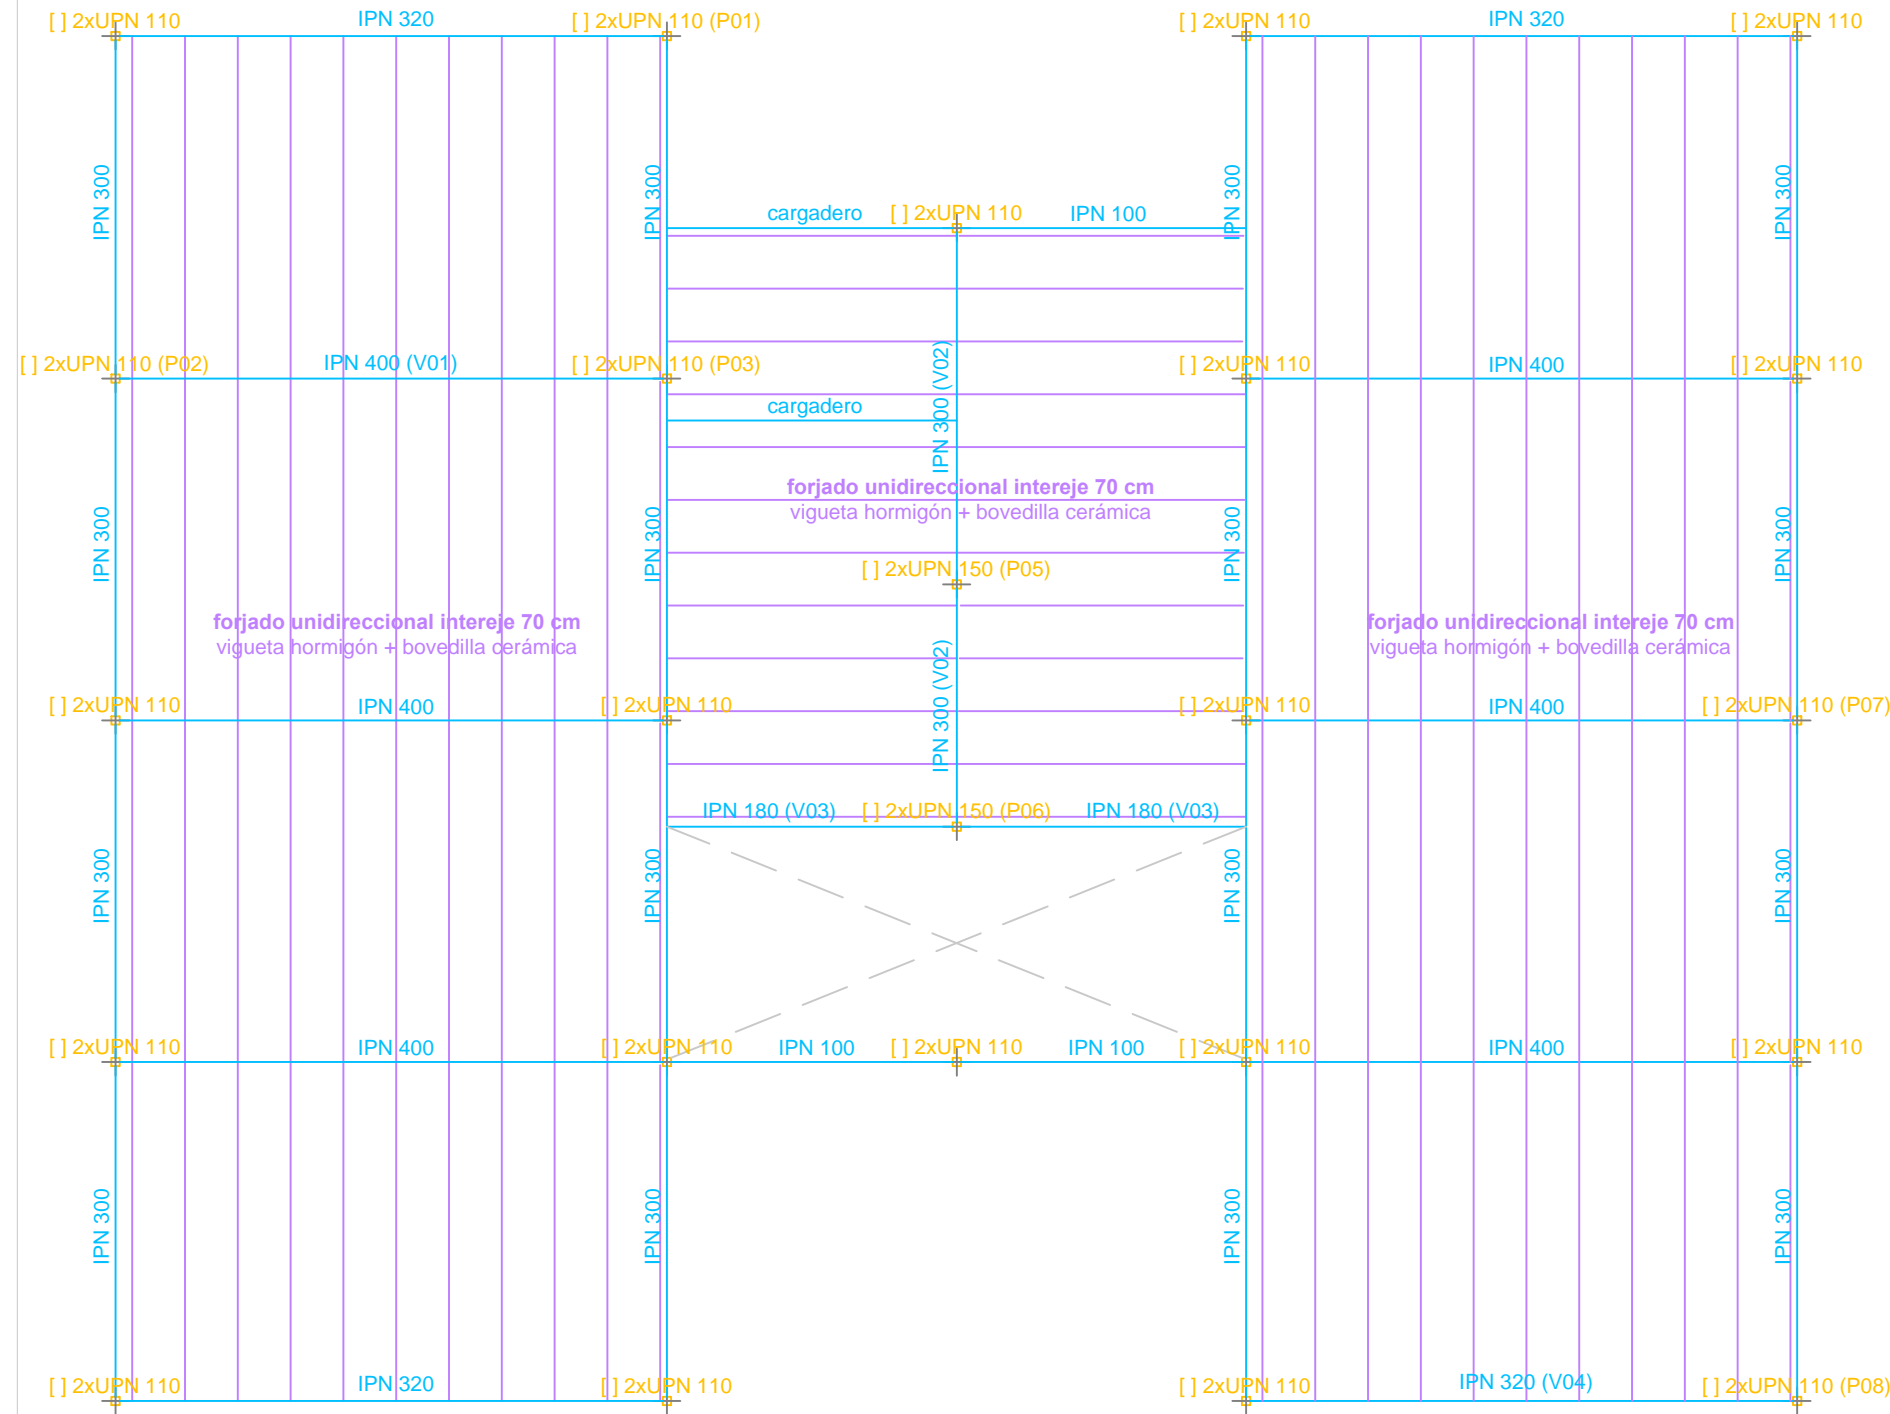 [ ] 2xUPN 110
IPN 320
[ ] 2xUPN 110 (P01)
[ ] 2xUPN 110
IPN 320
[ ] 2xUPN 110
IPN 300
IPN 300
IPN 300
IPN 300
cargadero
[ ] 2xUPN 110
IPN 100
[ ] 2xUPN 110 (P02)
IPN 400 (V01)
[ ] 2xUPN 110 (P03)
IPN 300 (V02)
[ ] 2xUPN 110
IPN 400
[ ] 2xUPN 110
cargadero
forjado unidireccional intereje 70 cm
vigueta hormigón + bovedilla cerámica
IPN 300
IPN 300
IPN 300
IPN 300
[ ] 2xUPN 150 (P05)
forjado unidireccional intereje 70 cm
vigueta hormigón + bovedilla cerámica
forjado unidireccional intereje 70 cm
vigueta hormigón + bovedilla cerámica
[ ] 2xUPN 110
IPN 400
[ ] 2xUPN 110
IPN 300 (V02)
[ ] 2xUPN 110
IPN 400
[ ] 2xUPN 110 (P07)
IPN 180 (V03)
[ ] 2xUPN 150 (P06)
IPN 180 (V03)
IPN 300
IPN 300
IPN 300
IPN 300
[ ] 2xUPN 110
IPN 400
[ ] 2xUPN 110
IPN 100
[ ] 2xUPN 110
IPN 100
[ ] 2xUPN 110
IPN 400
[ ] 2xUPN 110
IPN 300
IPN 300
IPN 300
IPN 300
[ ] 2xUPN 110
IPN 320
[ ] 2xUPN 110
[ ] 2xUPN 110
IPN 320 (V04)
[ ] 2xUPN 110 (P08)